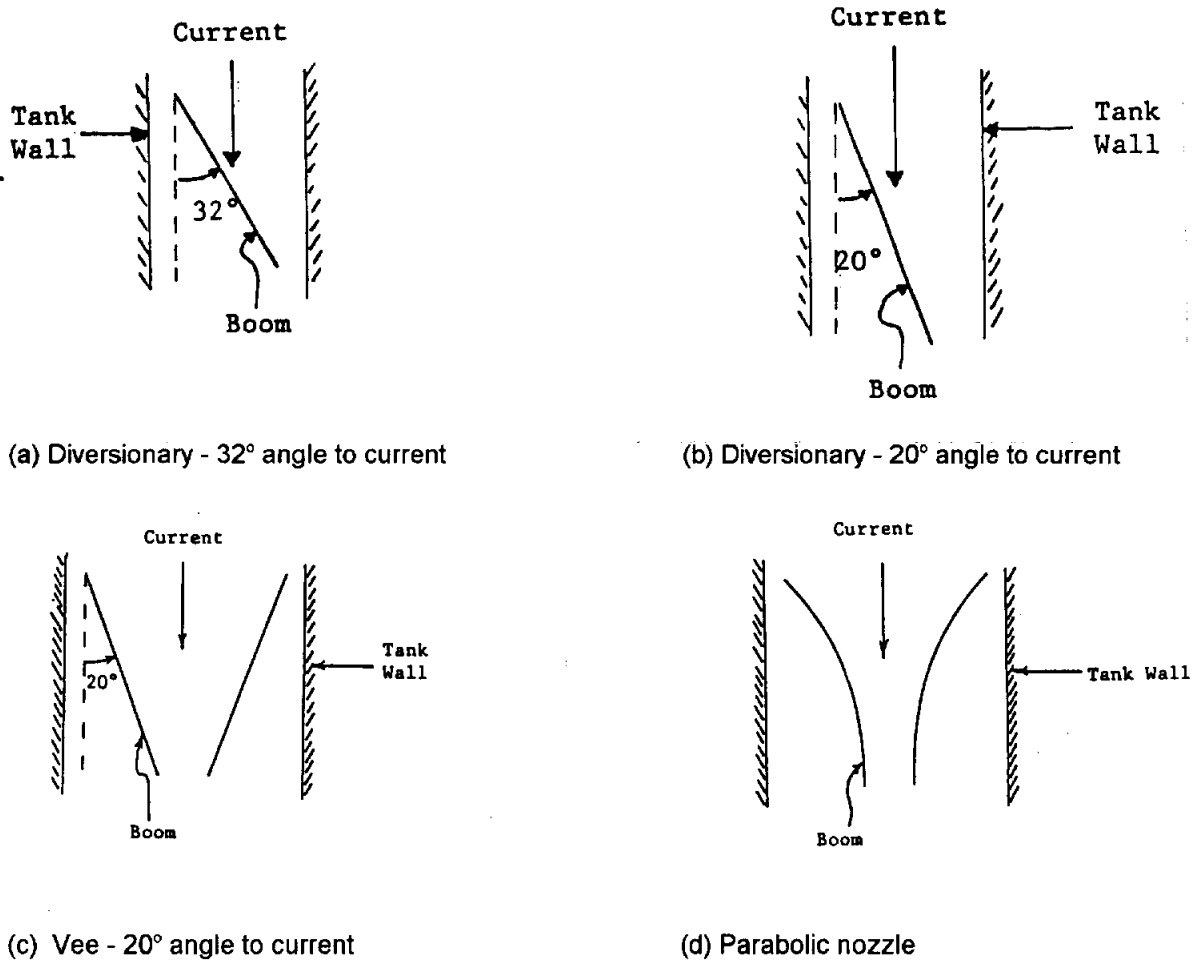 Current
Tank
Wall
32°
Boom
(a) Diversionary - 32° angle to current
Current
Tank
Wall
20°
Boom
(b) Diversionary - 20° angle to current
Current
Tank
Wall
20°
Boom
(c) Vee - 20° angle to current
Current
Tank Wall
Boom
(d) Parabolic nozzle